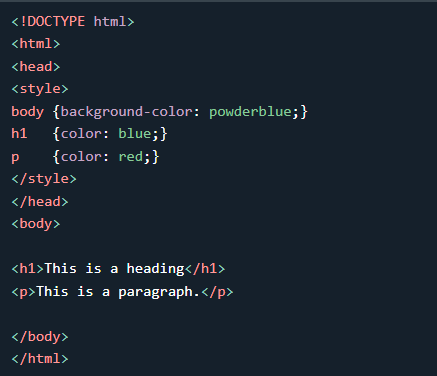 <!DOCTYPE html>
<html>
<head>
<style>
body {background-color: powderblue;}
h1   {color: blue;}
p    {color: red;}
</style>
</head>
<body>

<h1>This is a heading</h1>
<p>This is a paragraph.</p>

</body>
</html>